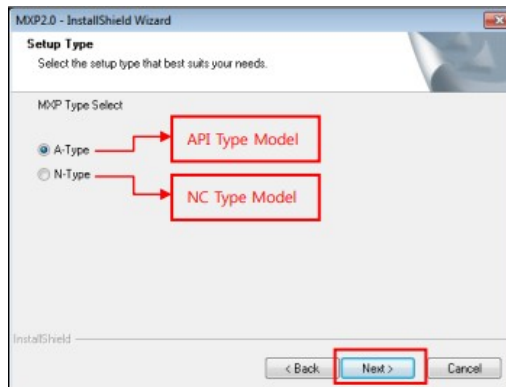 MXP2.0 - InstallShield Wizard
Setup Type
Select the setup type that best suits your needs.
MXP Type Select
A-Type
API Type Model
N-Type
NC Type Model
InstallShield
< Back
Next >
Cancel